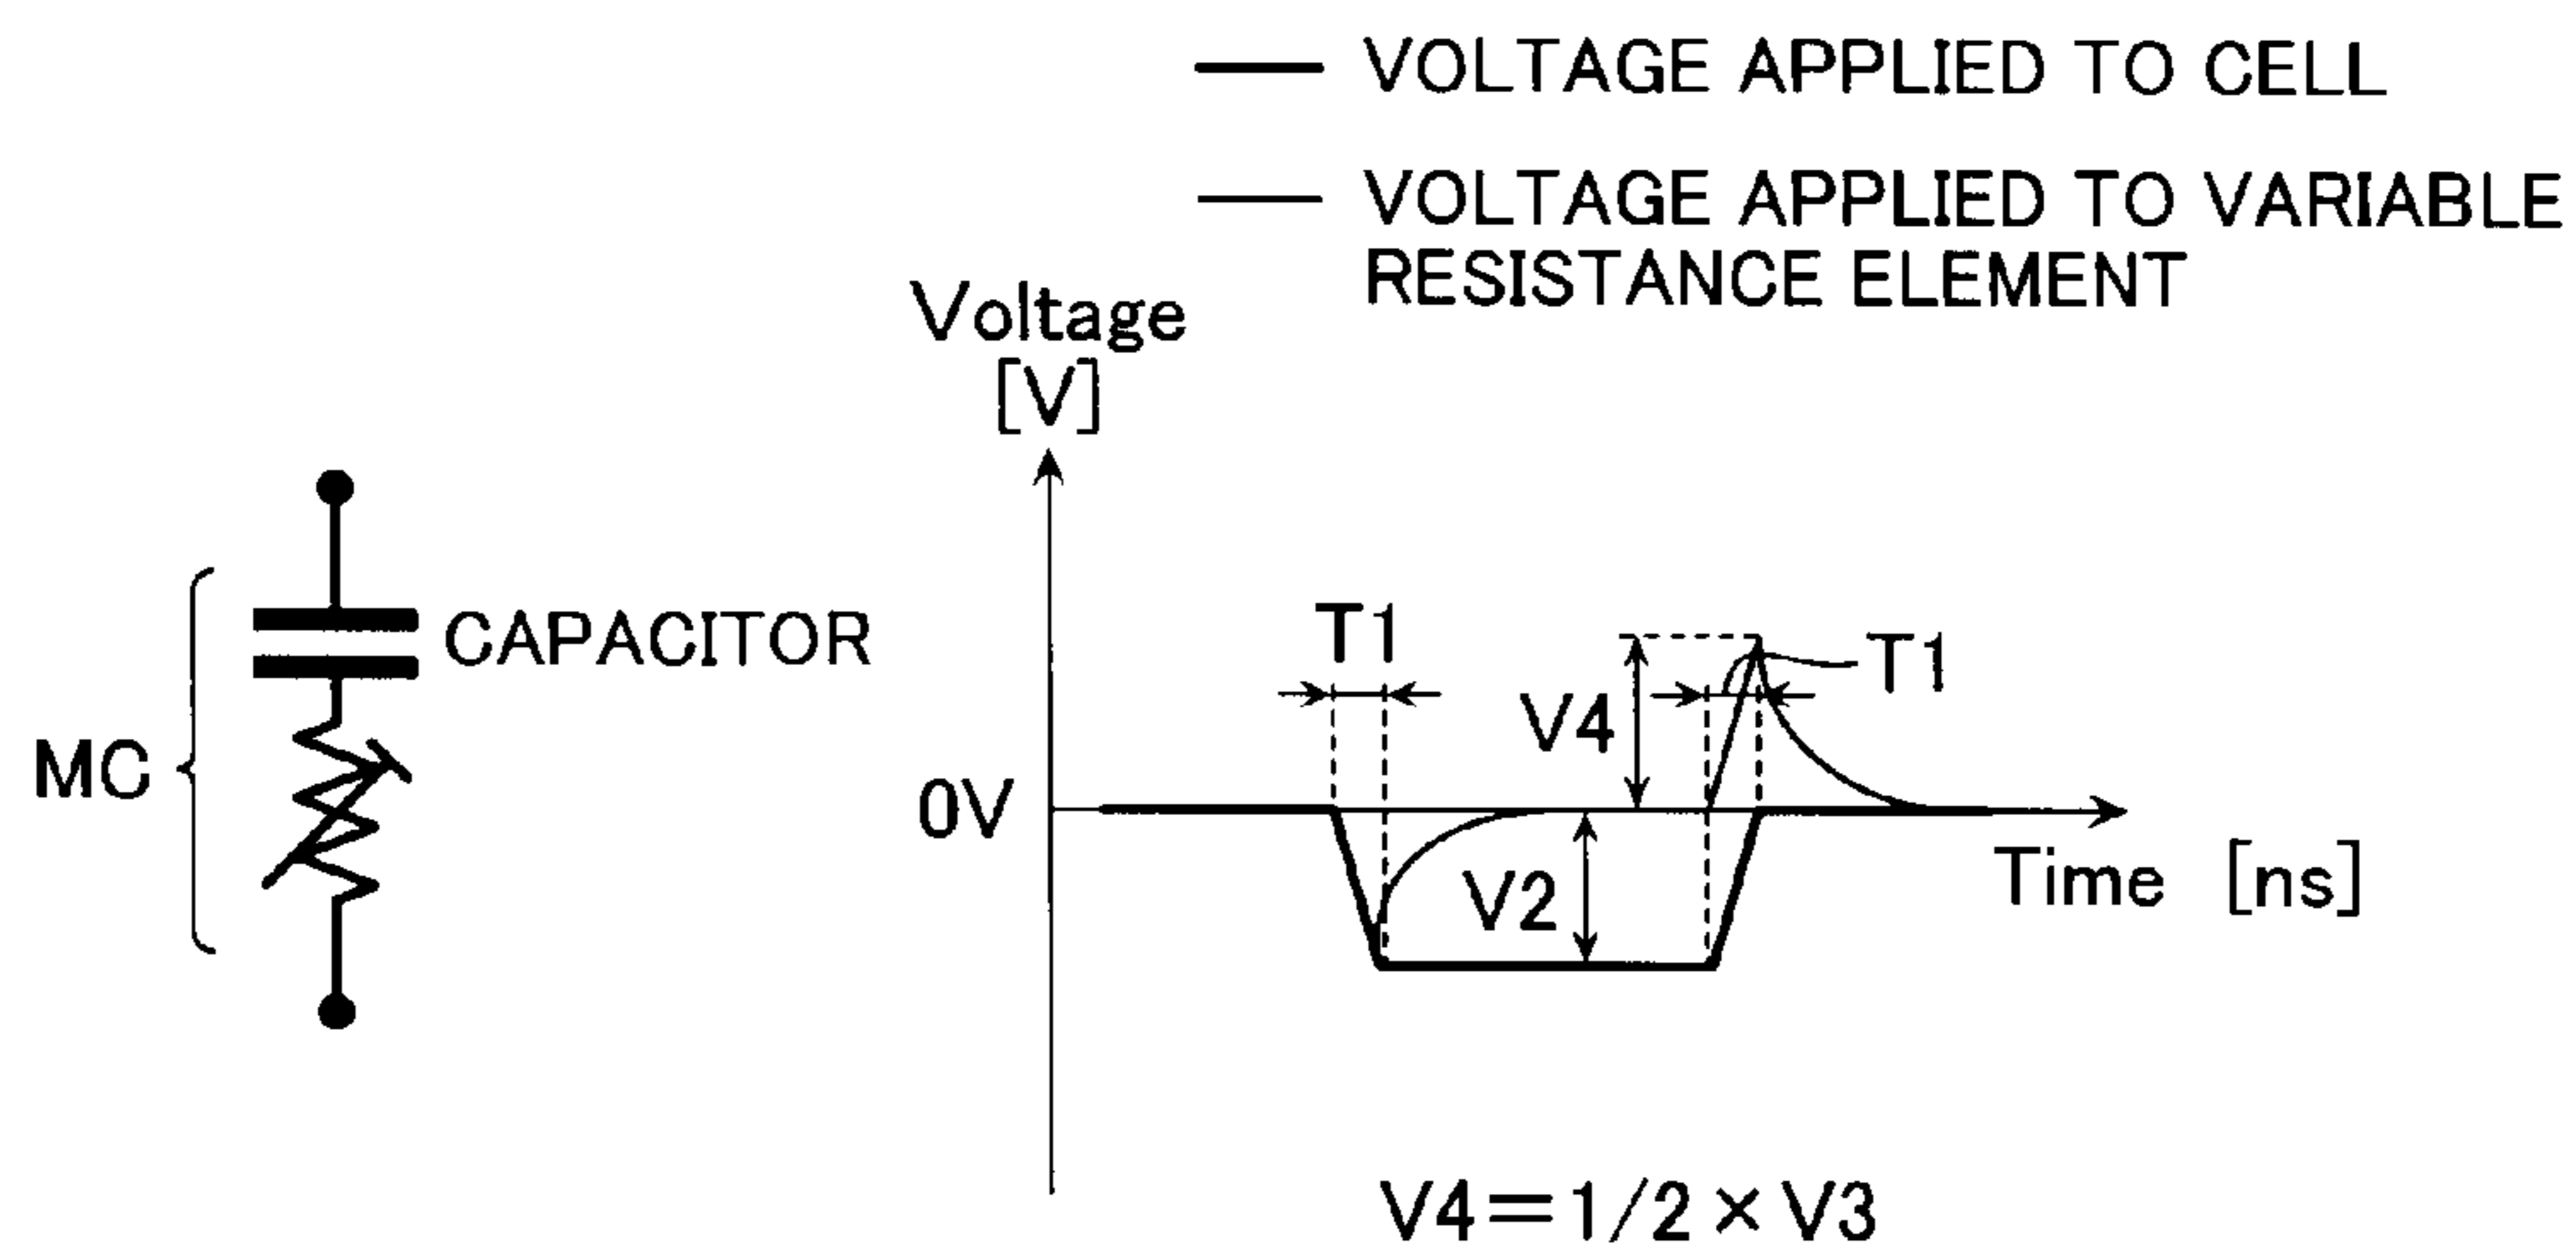 VOLTAGE APPLIED TO CELL
VOLTAGE APPLIED TO VARIABLE
RESISTANCE ELEMENT
Voltage
[V]
CAPACITOR
MC
T1
T1
V4
0V
V2
Time [ns]
V4=1/2×V3